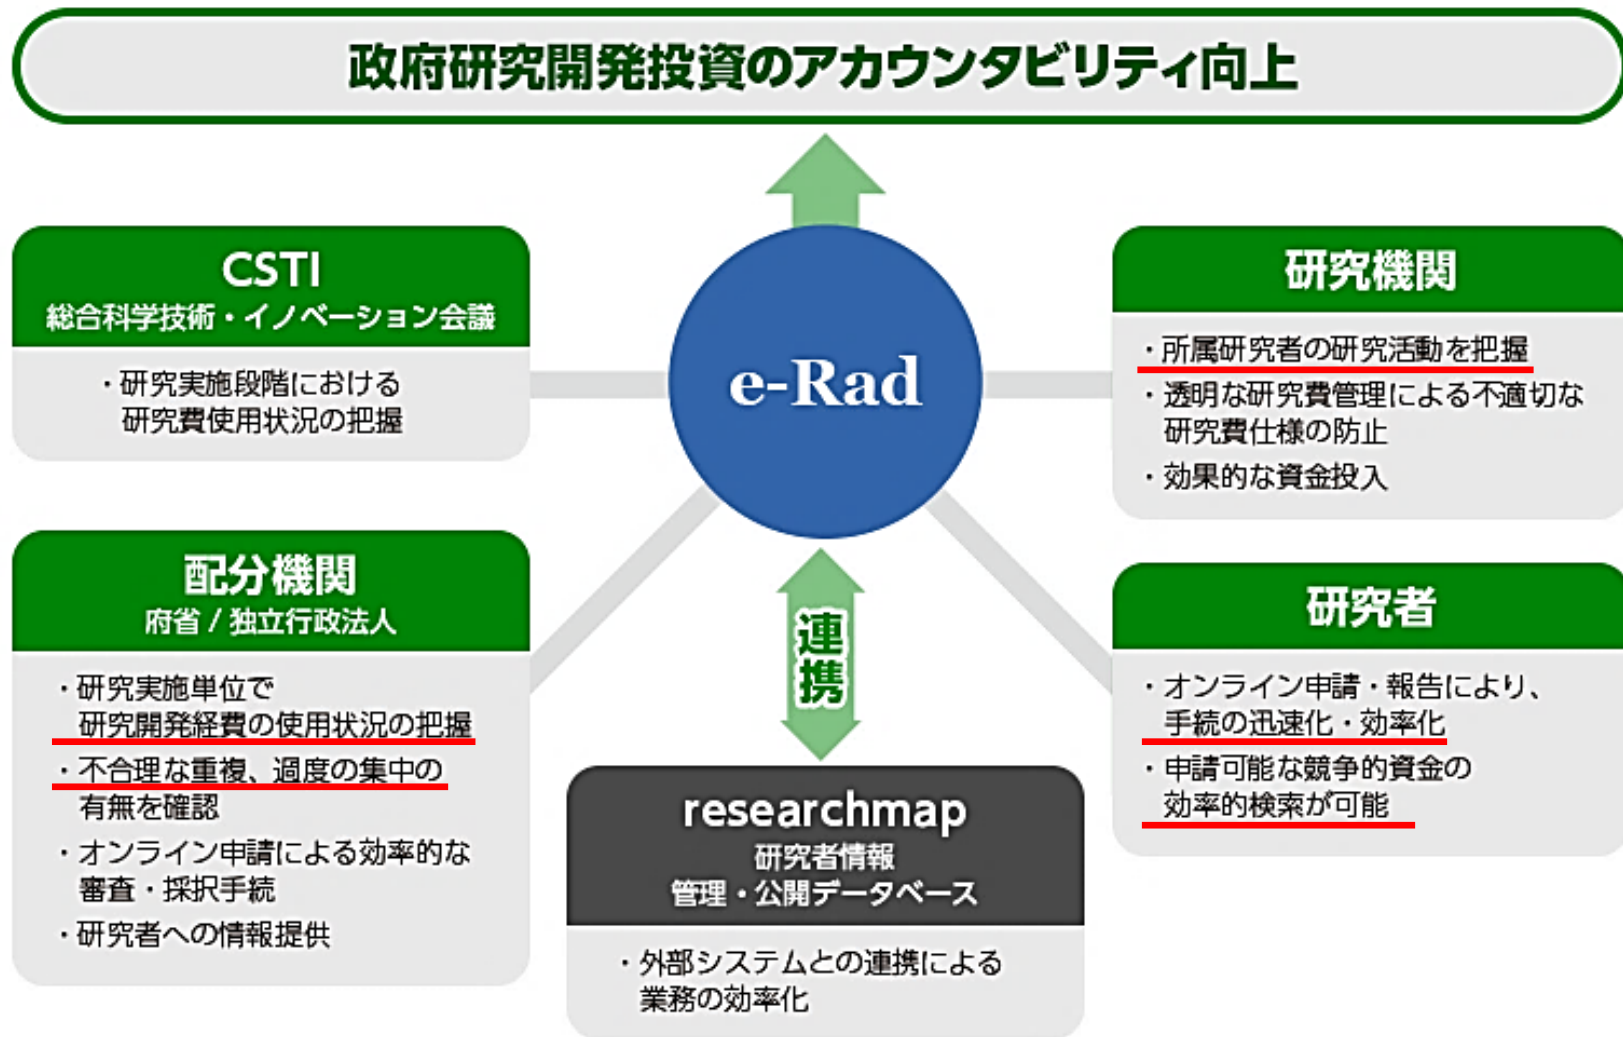 政府研究開発投資のアカウンタビリティ向上
CSTI
総合科学技術・イノベーション会議
・研究実施段階における
研究費使用状況の把握
e-Rad
研究機関
・所属研究者の研究活動を把握
・透明な研究費管理による不適切な
研究費仕様の防止
・効果的な資金投入
配分機関
府省 / 独立行政法人
・研究実施単位で
研究開発経費の使用状況の把握
・不合理な重複、過度の集中の
有無を確認
・オンライン申請による効率的な
審査・採択手続
・研究者への情報提供
連携
researchmap
研究者情報
管理・公開データベース
・外部システムとの連携による
業務の効率化
研究者
・オンライン申請・報告により、
手続の迅速化・効率化
・申請可能な競争的資金の
効率的検索が可能